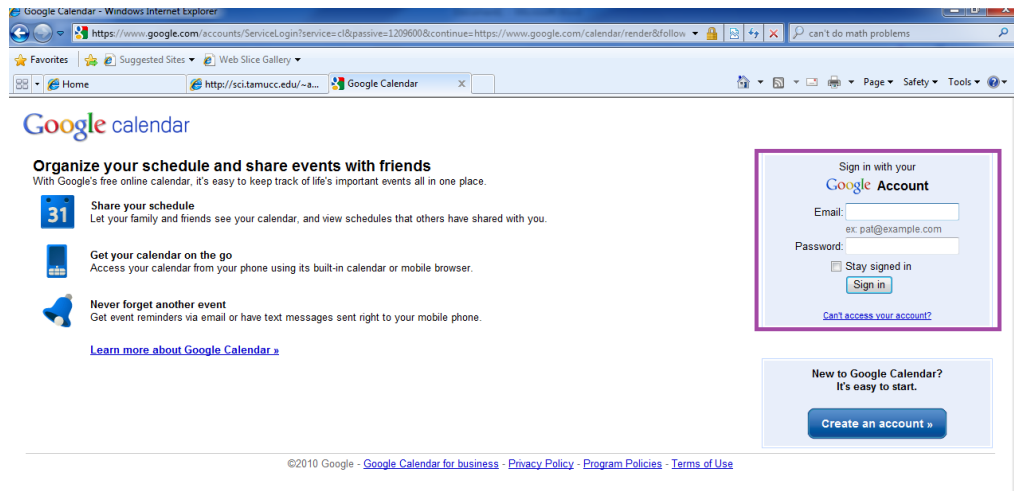 Google Calendar - Windows Internet Explorer
https://www.google.com/accounts/ServiceLogin?service=cl&passive=1209600&continue=https://www.google.com/calendar/render&follow
can't do math problems
Favorites Suggested Sites Web Slice Gallery
Home http://sci.tamucc.edu/~a... Google Calendar X Page Safety Tools
Google calendar
Organize your schedule and share events with friends
With Google's free online calendar, it's easy to keep track of life's important events all in one place.
31
Share your schedule
Let your family and friends see your calendar, and view schedules that others have shared with you.
Get your calendar on the go
Access your calendar from your phone using its built-in calendar or mobile browser.
Never forget another event
Get event reminders via email or have text messages sent right to your mobile phone.
Learn more about Google Calendar »
Sign in with your
Google Account
Email:
ex: pat@example.com
Password:
Stay signed in
Sign in
Can't access your account?
New to Google Calendar?
It's easy to start.
Create an account »
©2010 Google - Google Calendar for business - Privacy Policy - Program Policies - Terms of Use